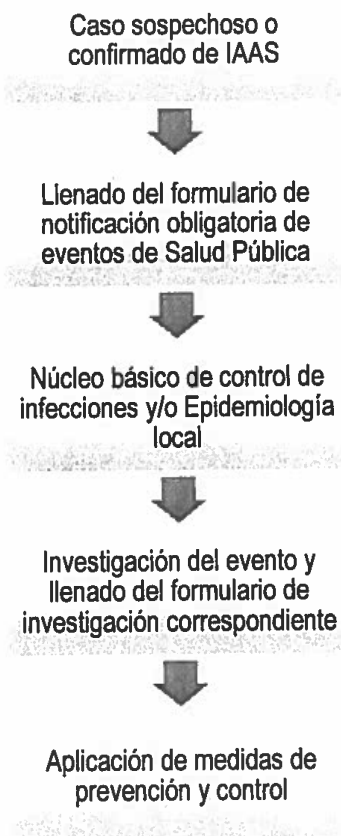 Caso sospechoso o
confirmado de IAAS
Llenado del formulario de
notificación obligatoria de
eventos de Salud Pública
Núcleo básico de control de
infecciones y/o Epidemiología
local
Investigación del evento y
llenado del formulario de
investigación correspondiente
Aplicación de medidas de
prevención y control